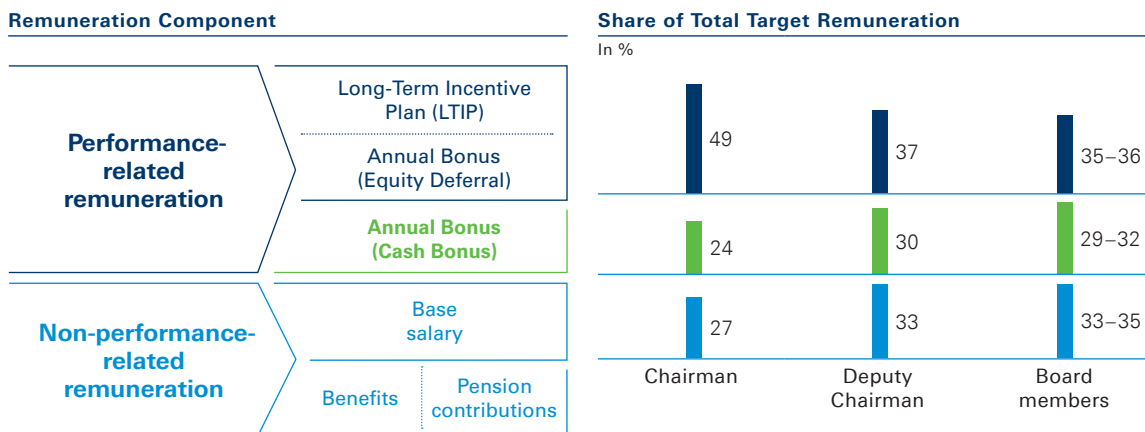 Remuneration Component
Performance-
related
remuneration
Long-Term Incentive
Plan (LTIP)
Annual Bonus
(Equity Deferral)
Annual Bonus
(Cash Bonus)
Non-performance-
related
remuneration
Base
salary
Benefits
Pension
contributions
Share of Total Target Remuneration
In %
49
37
35–36
24
30
29–32
27
33
33–35
Chairman
Deputy
Chairman
Board
members